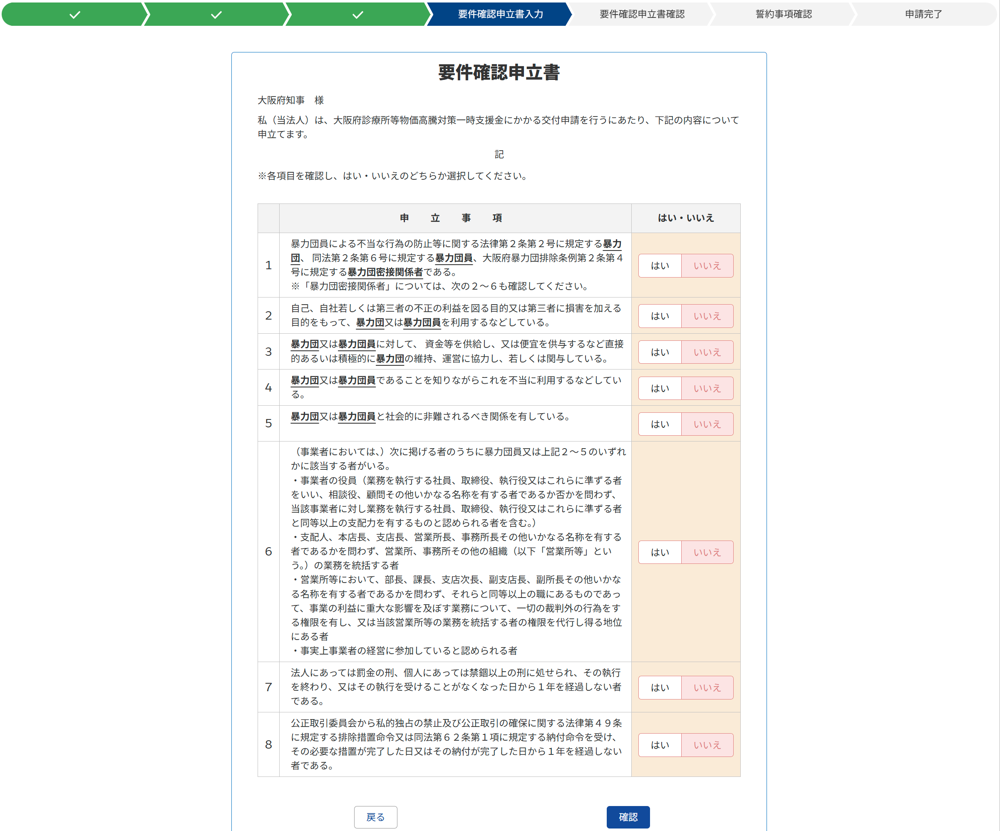 要件確認申立書入力
要件確認申立書確認
誓約事項確認
申請完了
要件確認申立書
大阪府知事　様
私（当法人）は、大阪府診療所等物価高騰対策一時支援金にかかる交付申請を行うにあたり、下記の内容について
申立てます。
記
※各項目を確認し、はい・いいえのどちらか選択してください。
申　立　事　項
はい・いいえ
1
暴力団員による不当な行為の防止等に関する法律第２条第２号に規定する暴力
団、 同法第２条第６号に規定する暴力団員、大阪府暴力団排除条例第２条第４
号に規定する暴力団密接関係者である。
※「暴力団密接関係者」については、次の２～６も確認してください。
はい
いいえ
2
自己、自社若しくは第三者の不正の利益を図る目的又は第三者に損害を加える
目的をもって、暴力団又は暴力団員を利用するなどしている。
はい
いいえ
3
暴力団又は暴力団員に対して、 資金等を供給し、又は便宜を供与するなど直接
的あるいは積極的に暴力団の維持、運営に協力し、若しくは関与している。
はい
いいえ
4
暴力団又は暴力団員であることを知りながらこれを不当に利用するなどしてい
る。
はい
いいえ
5
暴力団又は暴力団員と社会的に非難されるべき関係を有している。
はい
いいえ
6
（事業者においては、）次に掲げる者のうちに暴力団員又は上記２～５のいずれ
かに該当する者がいる。
・事業者の役員（業務を執行する社員、取締役、執行役又はこれらに準ずる者
をいい、相談役、顧問その他いかなる名称を有する者であるか否かを問わず、
当該事業者に対し業務を執行する社員、取締役、執行役又はこれらに準ずる者
と同等以上の支配力を有するものと認められる者を含む。）
・支配人、本店長、支店長、営業所長、事務所長その他いかなる名称を有する
者であるかを問わず、営業所、事務所その他の組織（以下「営業所等」とい
う。）の業務を統括する者
・営業所等において、部長、課長、支店次長、副支店長、副所長その他いかな
る名称を有する者であるかを問わず、それらと同等以上の職にあるものであっ
て、事業の利益に重大な影響を及ぼす業務について、一切の裁判外の行為をす
る権限を有し、又は当該営業所等の業務を統括する者の権限を代行し得る地位
にある者
・事実上事業者の経営に参加していると認められる者
はい
いいえ
7
法人にあっては罰金の刑、個人にあっては禁錮以上の刑に処せられ、その執行
を終わり、又はその執行を受けることがなくなった日から１年を経過しない者
である。
はい
いいえ
8
公正取引委員会から私的独占の禁止及び公正取引の確保に関する法律第４９条
に規定する排除措置命令又は同法第６２条第１項に規定する納付命令を受け、
その必要な措置が完了した日又はその納付が完了した日から１年を経過しない
者である。
はい
いいえ
戻る
確認